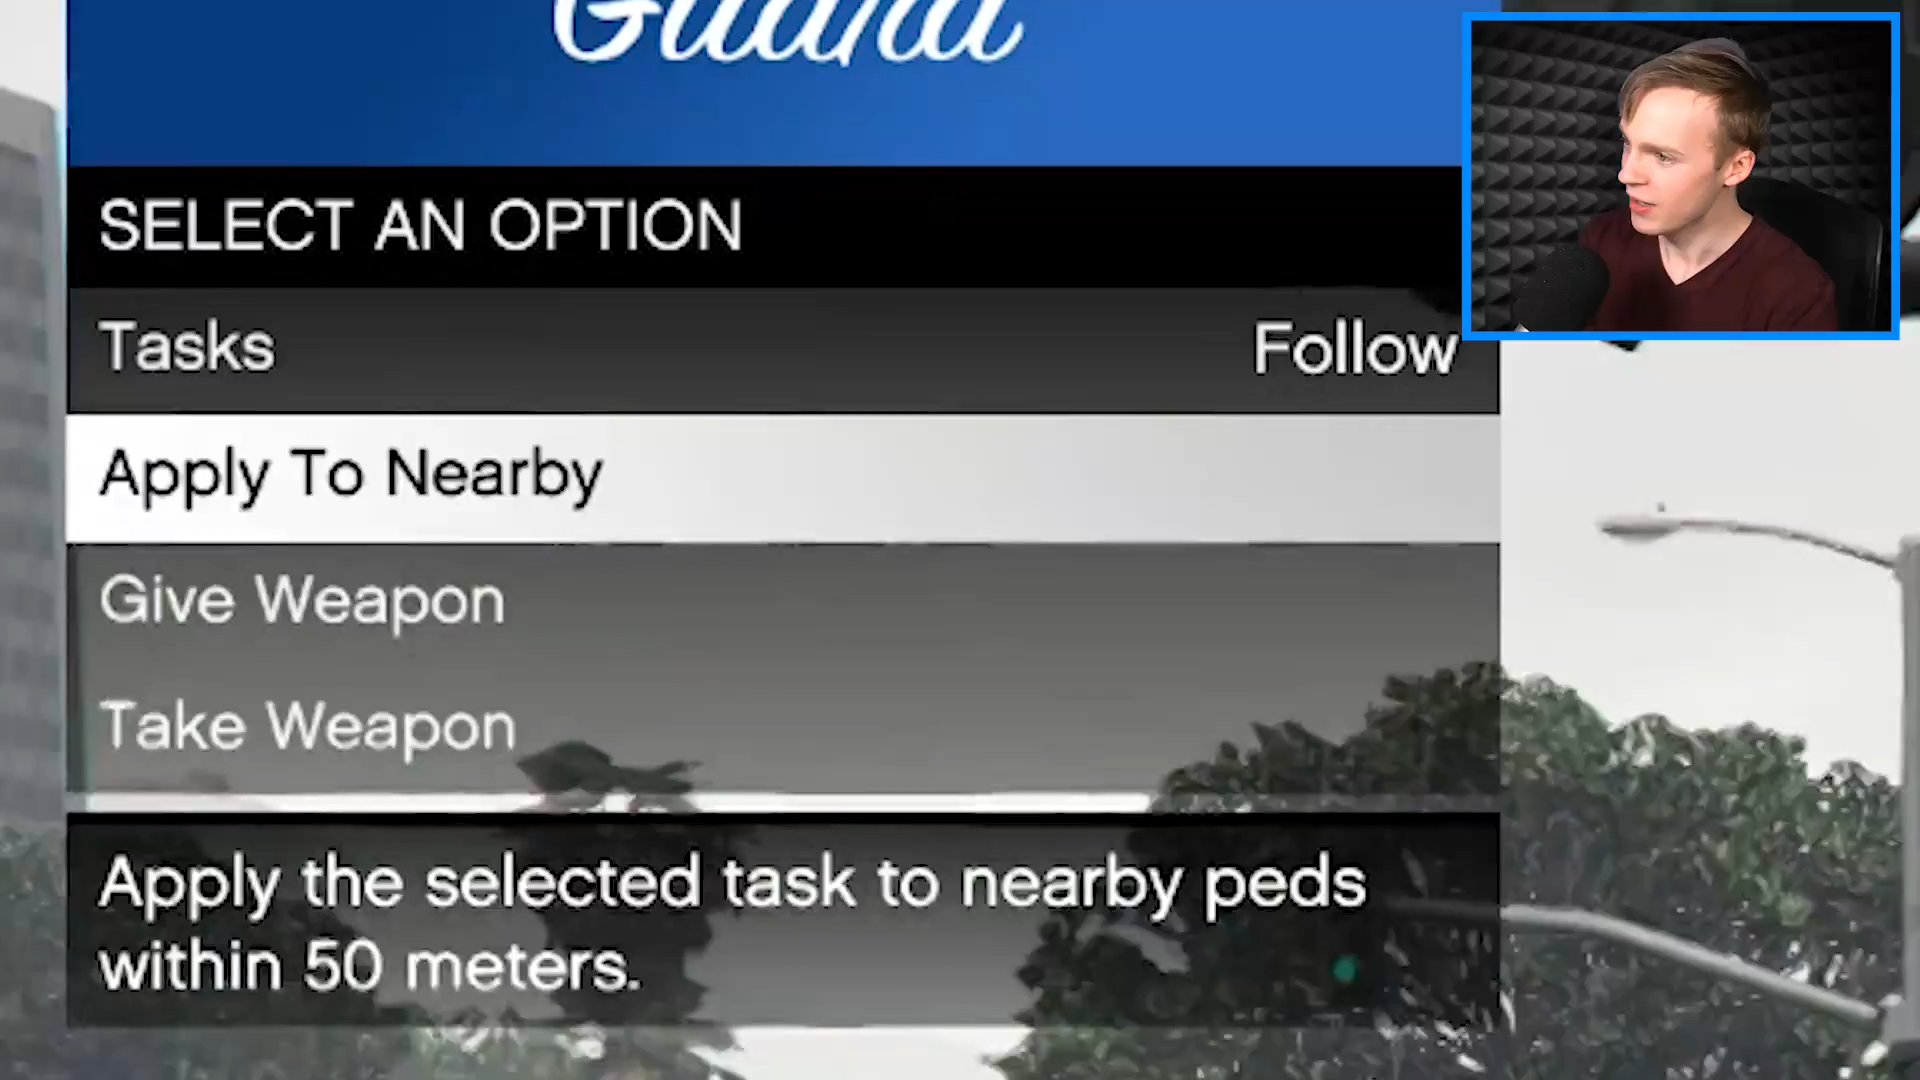 Guard
SELECT AN OPTION
Tasks Follow
Apply To Nearby
Give Weapon
Take Weapon
Apply the selected task to nearby peds
within 50 meters.